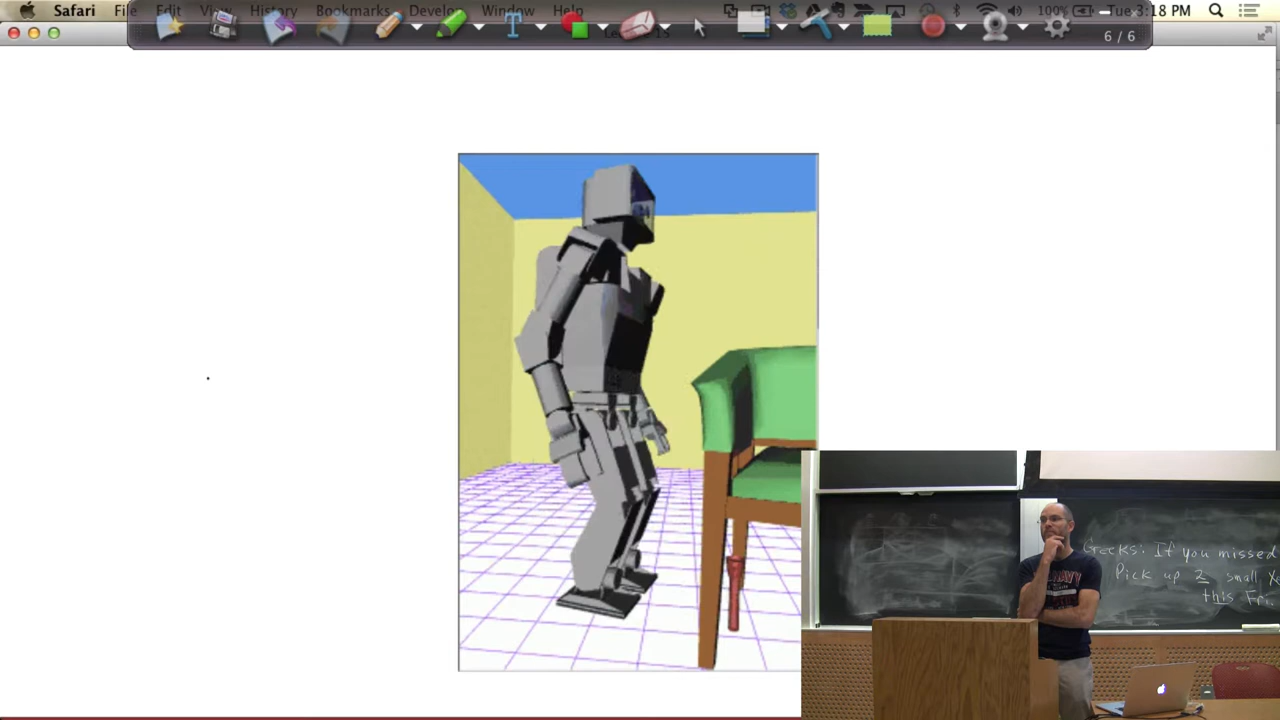 Safari File Edit View History Bookmarks Develop Window Help 100% Tue 3:18 PM
6 / 6
NAVY
Greeks: If you missed
Pick up 2 small
this Fri.